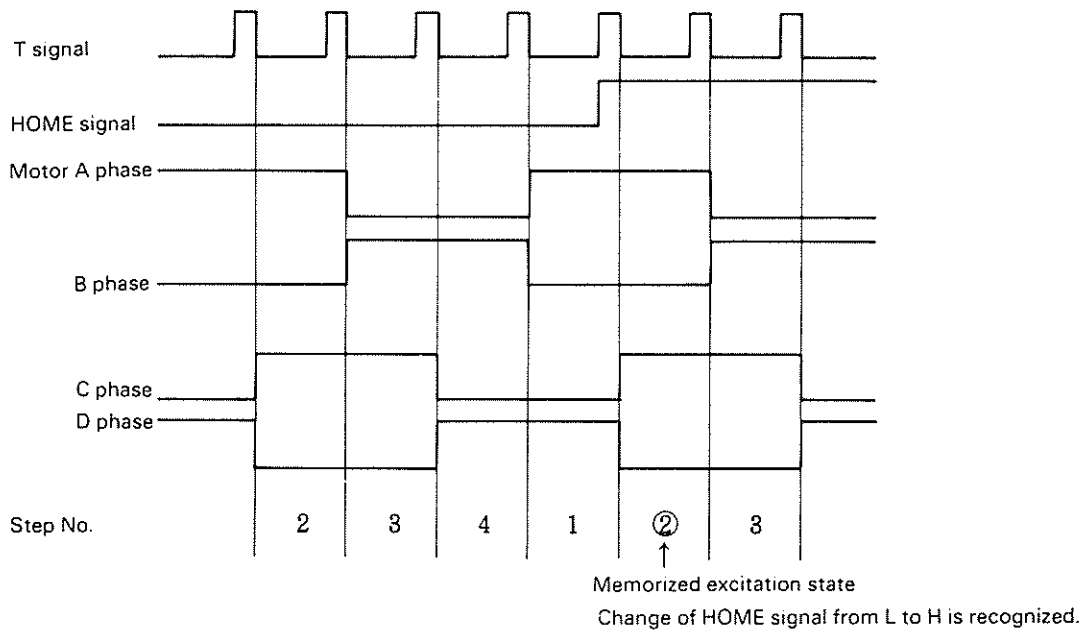 T signal
HOME signal
Motor A phase
B phase
C phase
D phase
Step No. 2 3 4 1 ② 3
↑
Memorized excitation state
Change of HOME signal from L to H is recognized.